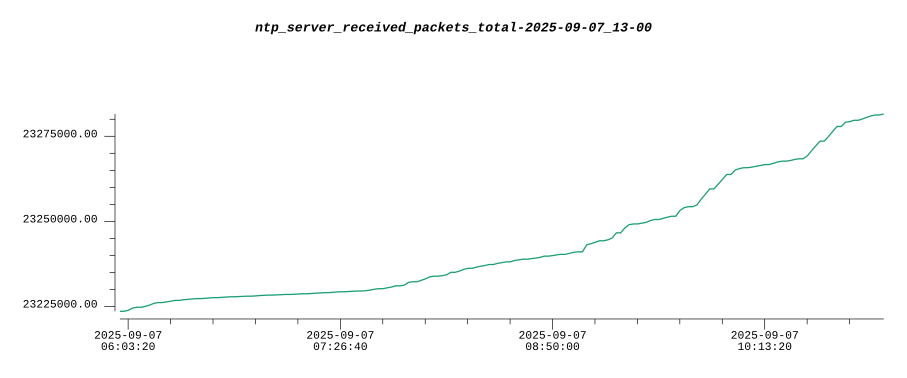 ntp_server_received_packets_total-2025-09-07_13-00
23275000.00
23250000.00
23225000.00
2025-09-07 2025-09-07 2025-09-07 2025-09-07
06:03:20 07:26:40 08:50:00 10:13:20